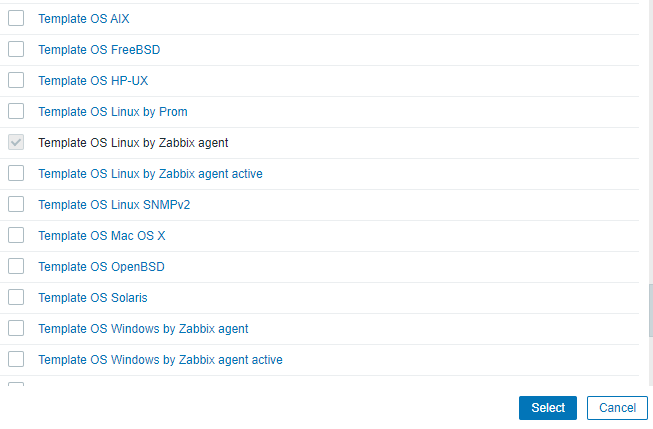 Template OS AIX
Template OS FreeBSD
Template OS HP-UX
Template OS Linux by Prom
Template OS Linux by Zabbix agent
Template OS Linux by Zabbix agent active
Template OS Linux SNMPv2
Template OS Mac OS X
Template OS OpenBSD
Template OS Solaris
Template OS Windows by Zabbix agent
Template OS Windows by Zabbix agent active
Select Cancel